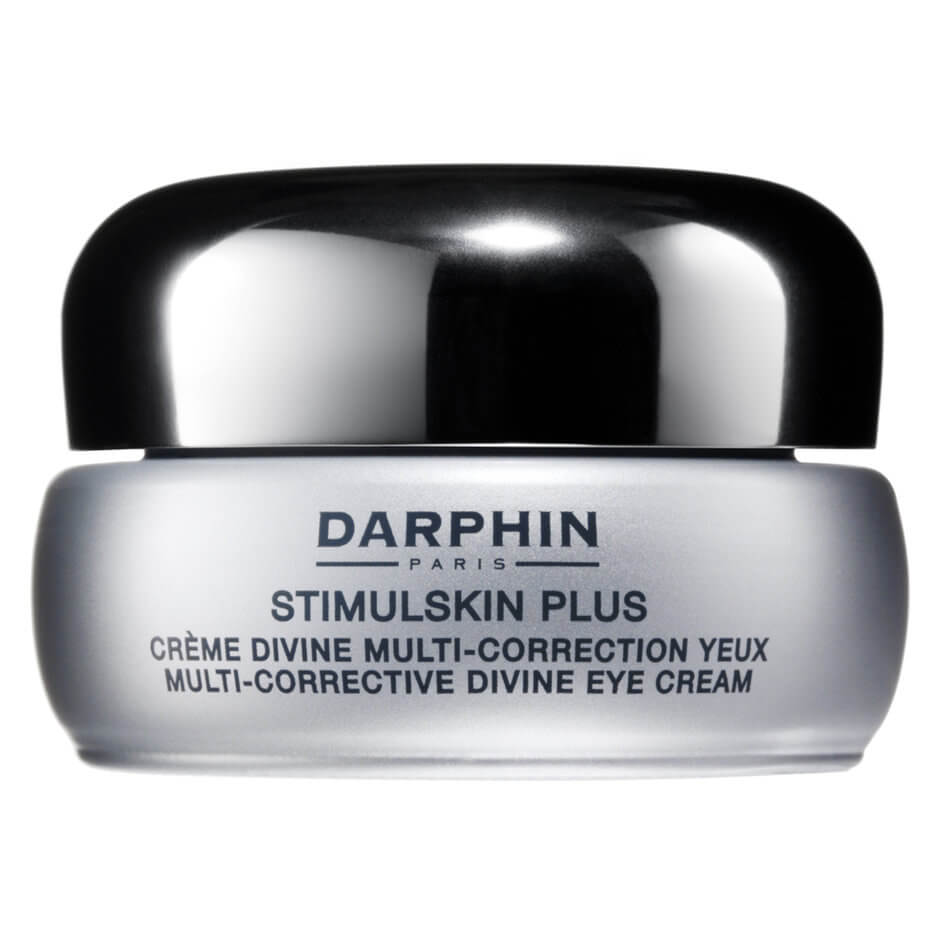 DARPHIN
PARIS
STIMULSKIN PLUS
CRÈME DIVINE MULTI-CORRECTION YEUX
MULTI-CORRECTIVE DIVINE EYE CREAM